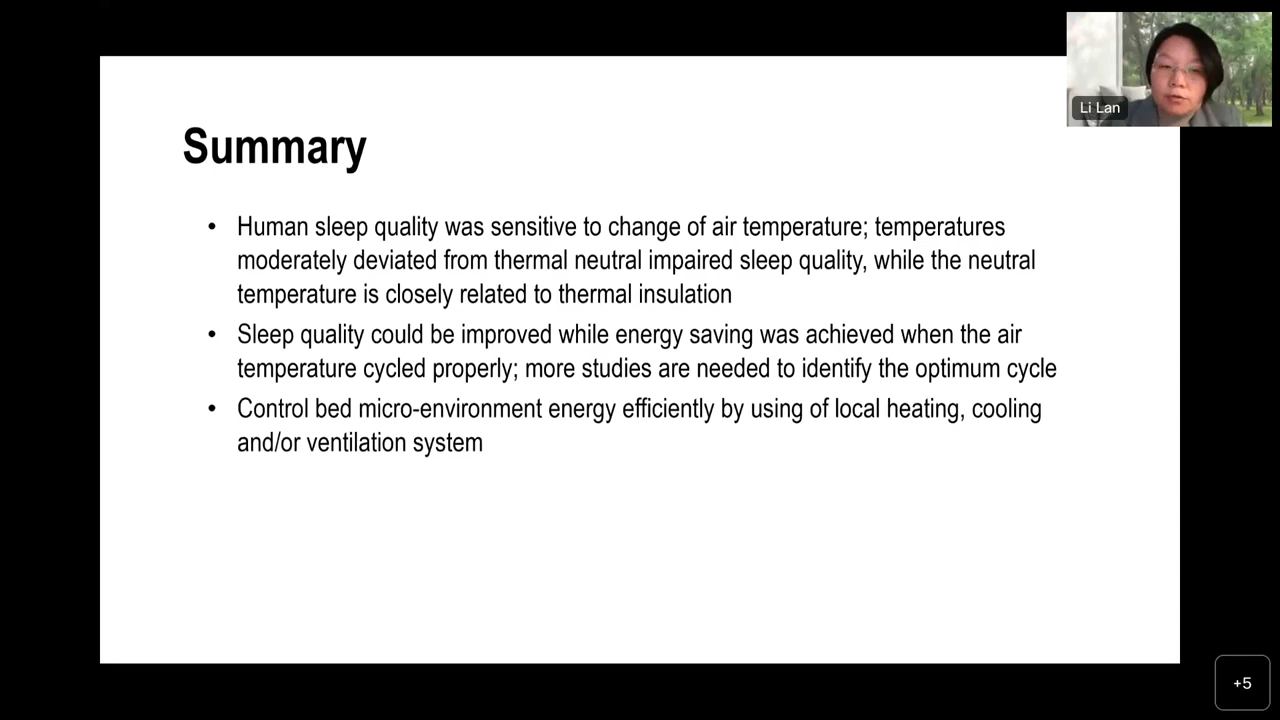 Li Lan
Summary
• Human sleep quality was sensitive to change of air temperature; temperatures
moderately deviated from thermal neutral impaired sleep quality, while the neutral
temperature is closely related to thermal insulation
• Sleep quality could be improved while energy saving was achieved when the air
temperature cycled properly; more studies are needed to identify the optimum cycle
• Control bed micro-environment energy efficiently by using of local heating, cooling
and/or ventilation system
+5